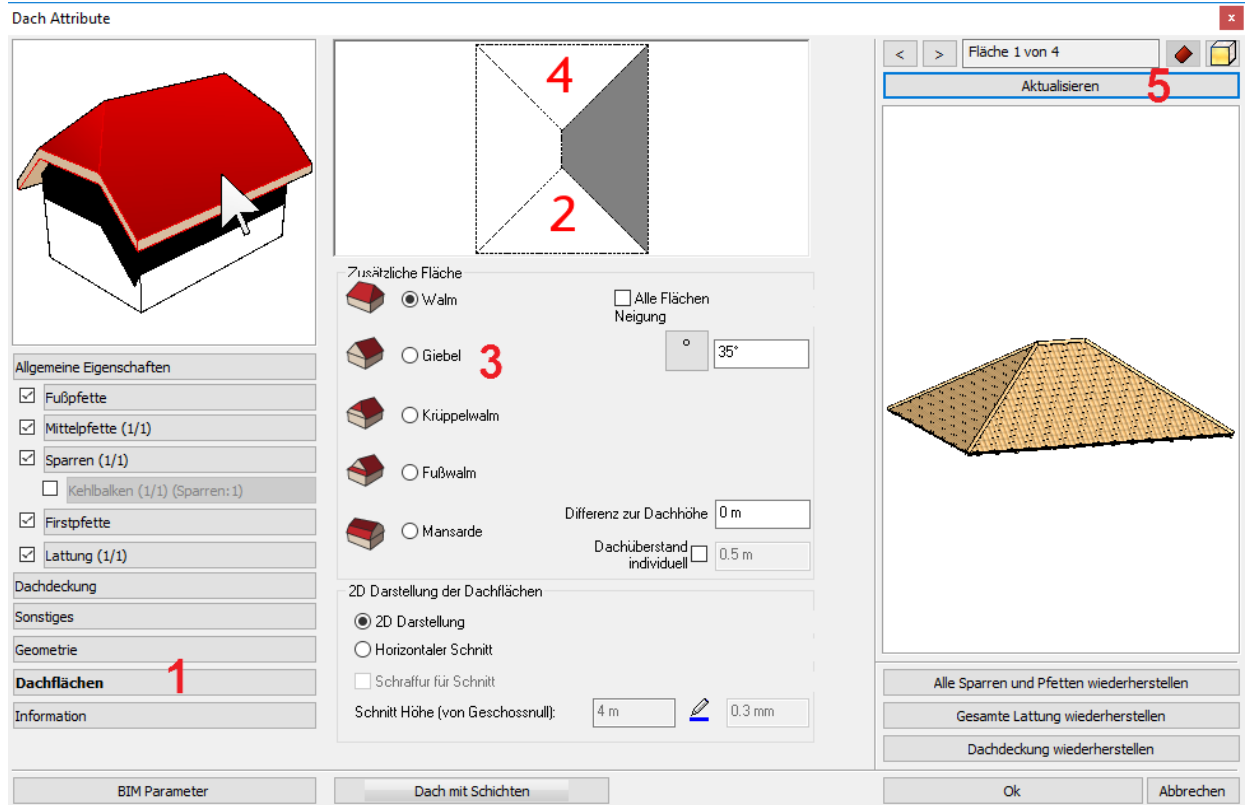 Dach Attribute
x
4
2
< > Fläche 1 von 4
Aktualisieren
5
Zusätzliche Fläche
Walm
Alle Flächen
Neigung
Giebel
3
° 35°
Krüppelwalm
Fußwalm
Mansarde
Differenz zur Dachhöhe 0 m
Dachüberstand
individuell 0.5 m
Allgemeine Eigenschaften
Fußpfette
Mittelpfette (1/1)
Sparren (1/1)
Kehlbalken (1/1) (Sparren:1)
Firstpfette
Lattung (1/1)
Dachdeckung
Sonstiges
Geometrie
Dachflächen
1
Information
2D Darstellung der Dachflächen
2D Darstellung
Horizontaler Schnitt
Schraffur für Schnitt
Schnitt Höhe (von Geschossnull): 4 m 0.3 mm
Alle Sparren und Pfetten wiederherstellen
Gesamte Lattung wiederherstellen
Dachdeckung wiederherstellen
BIM Parameter
Dach mit Schichten
Ok
Abbrechen